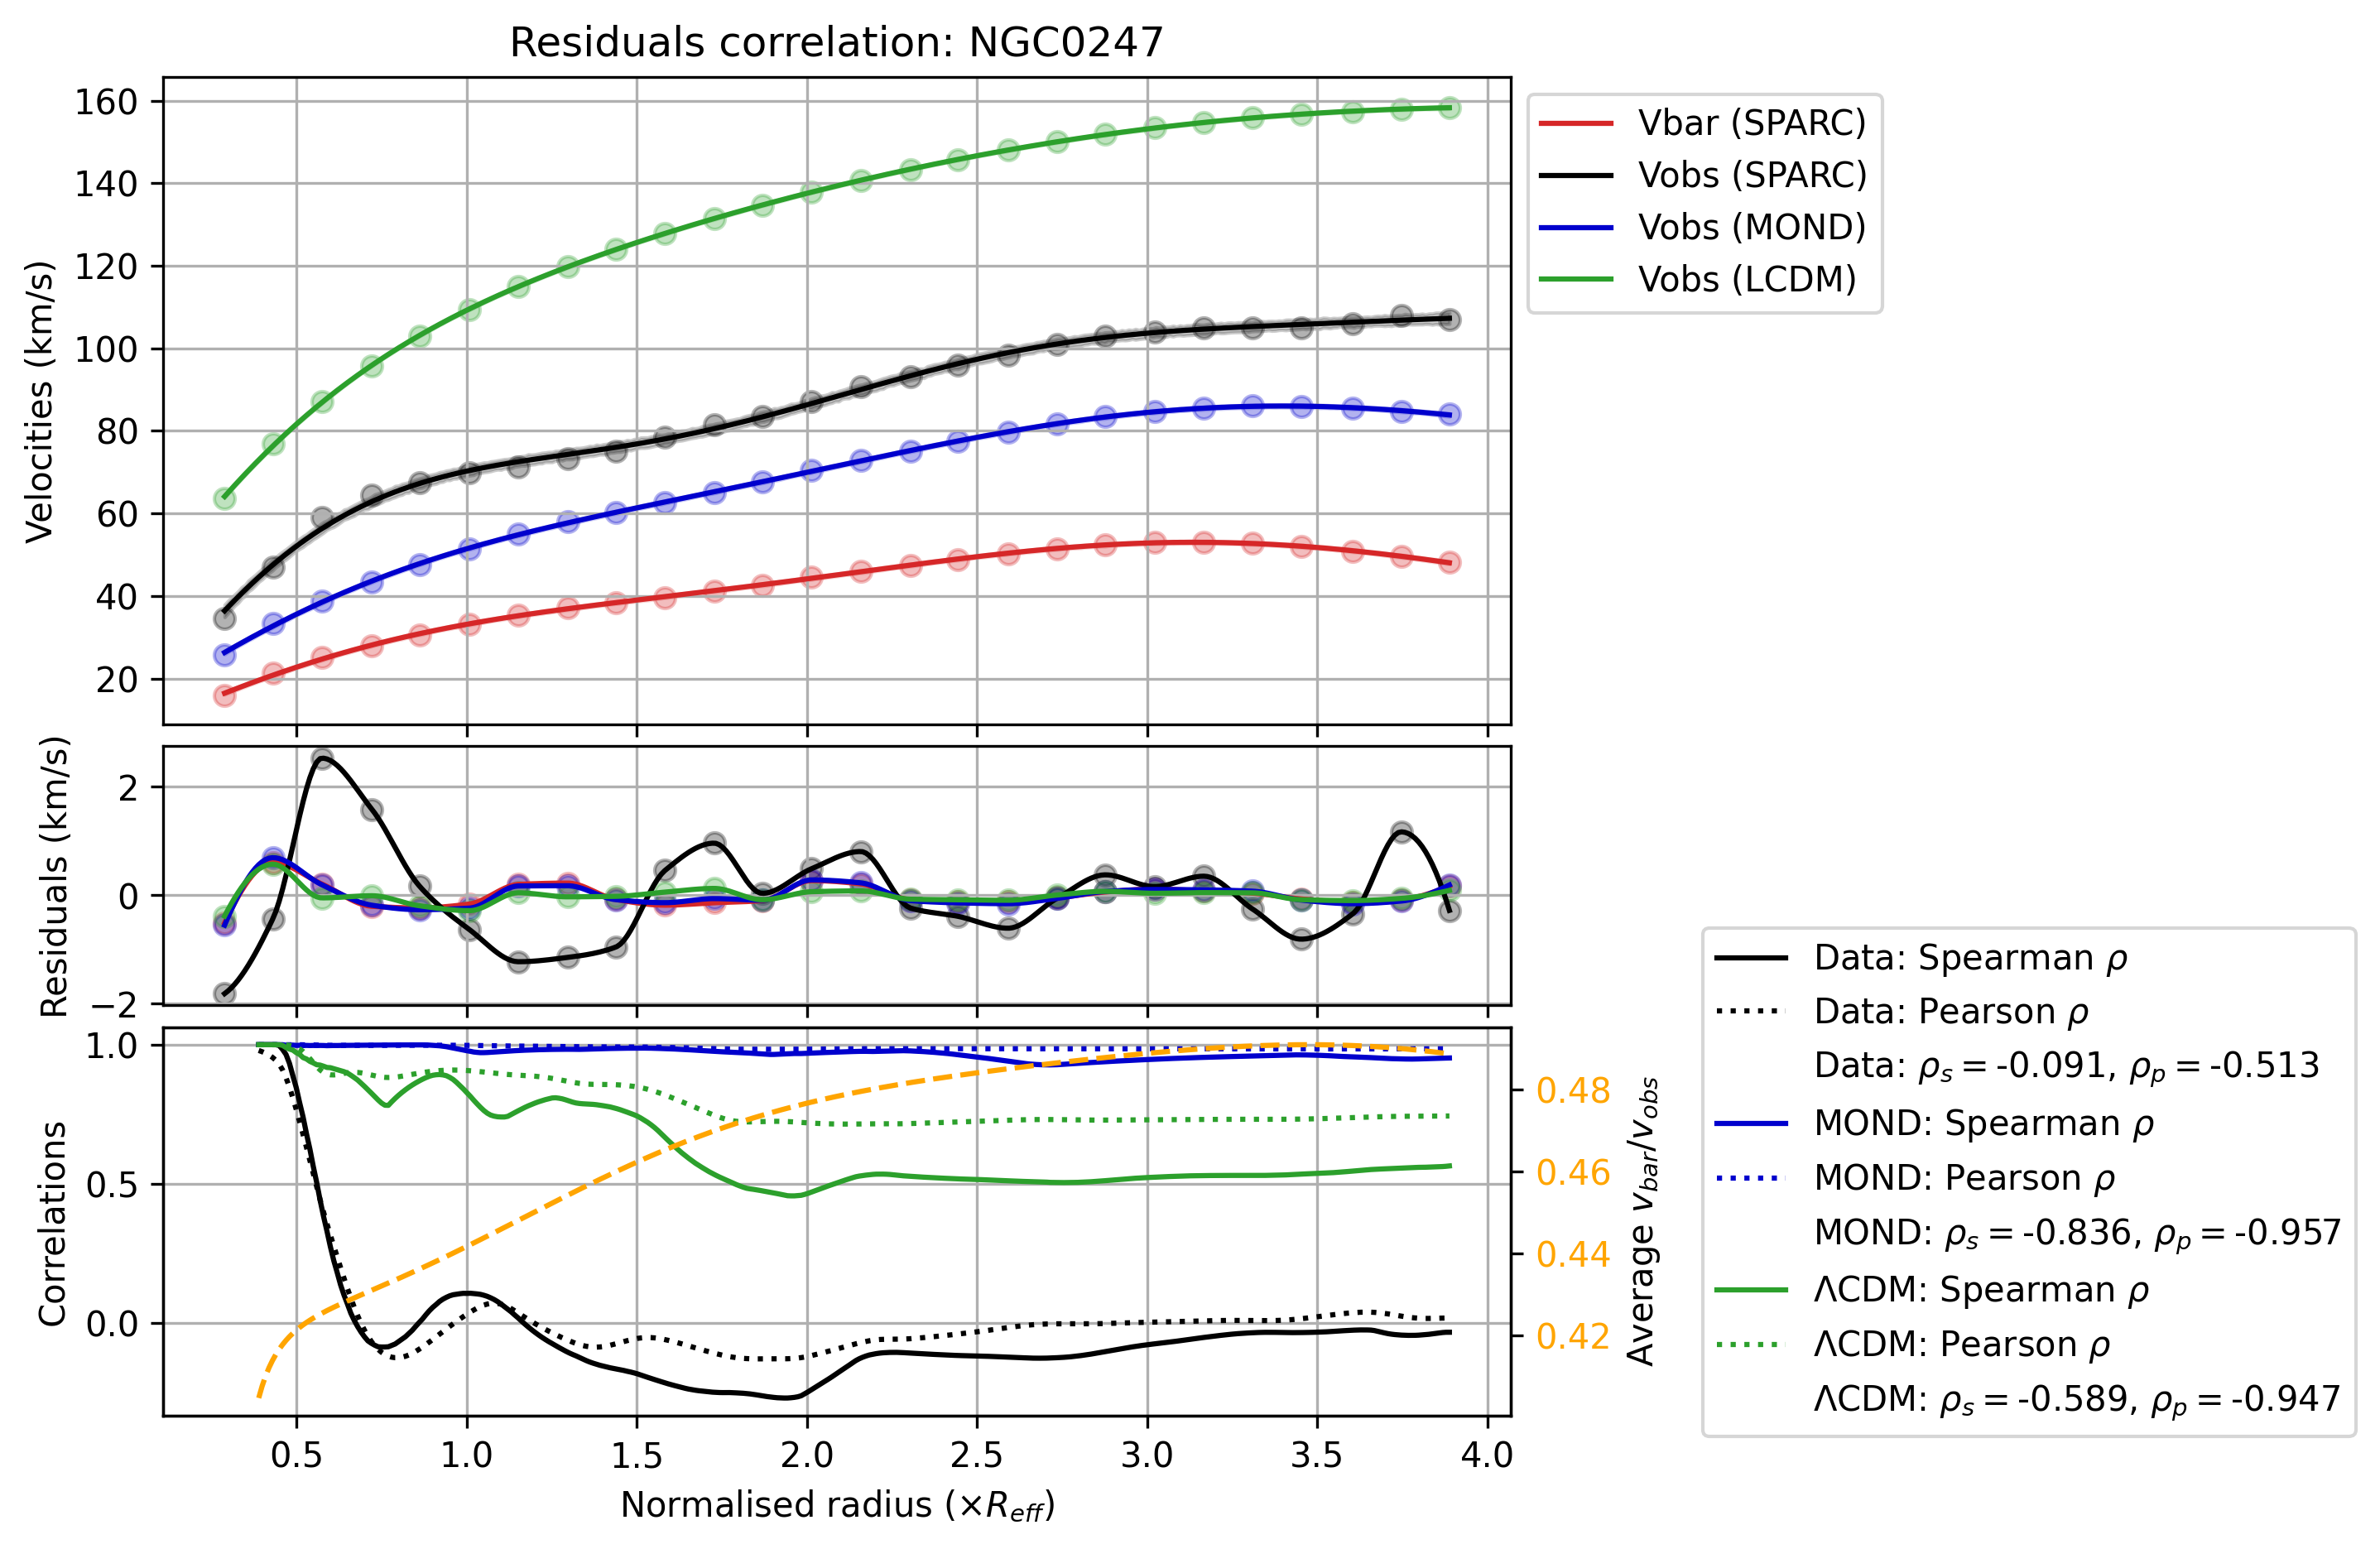 Residuals correlation: NGC0247
160
140
120
100
80
60
40
20
Velocities (km/s)
Vbar (SPARC)
Vobs (SPARC)
Vobs (MOND)
Vobs (LCDM)
2
0
−2
Residuals (km/s)
1.0
0.5
0.0
Correlations
0.48
0.46
0.44
0.42
Average v_bar/v_obs
0.5 1.0 1.5 2.0 2.5 3.0 3.5 4.0
Normalised radius (×R_eff)
Data: Spearman ρ
Data: Pearson ρ
Data: ρ_s = -0.091, ρ_p = -0.513
MOND: Spearman ρ
MOND: Pearson ρ
MOND: ρ_s = -0.836, ρ_p = -0.957
ΛCDM: Spearman ρ
ΛCDM: Pearson ρ
ΛCDM: ρ_s = -0.589, ρ_p = -0.947